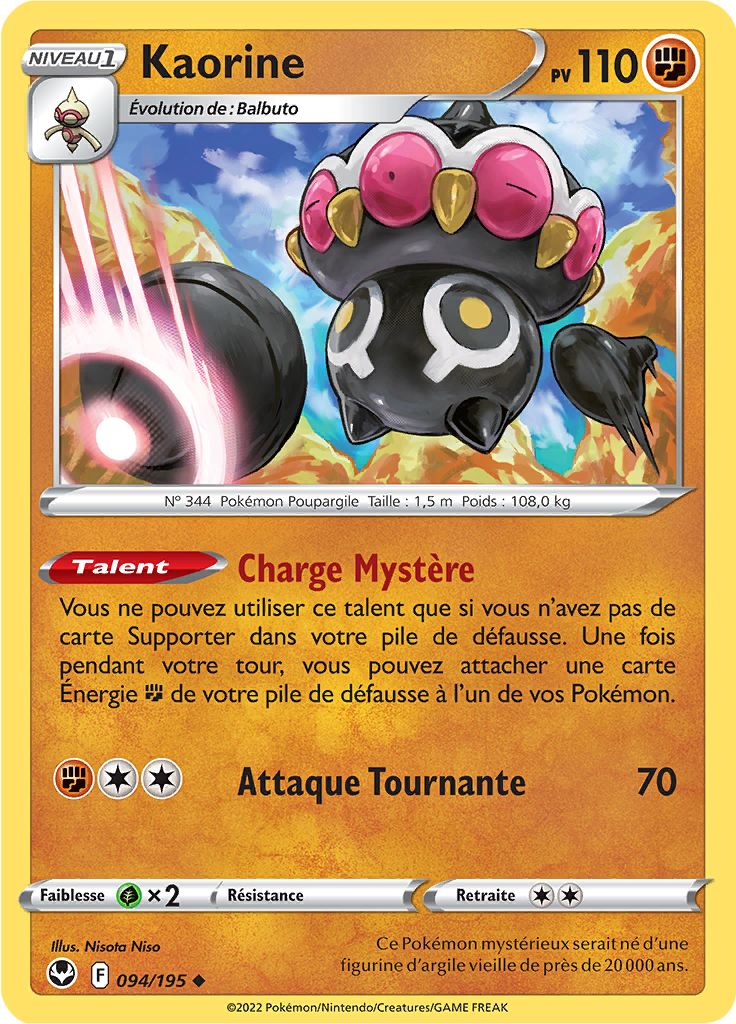 NIVEAU 1
Kaorine
PV 110
Évolution de : Balbuto
N° 344 Pokémon Poupargile Taille : 1,5 m Poids : 108,0 kg
Talent Charge Mystère
Vous ne pouvez utiliser ce talent que si vous n'avez pas de
carte Supporter dans votre pile de défausse. Une fois
pendant votre tour, vous pouvez attacher une carte
Énergie de votre pile de défausse à l'un de vos Pokémon.
Attaque Tournante 70
Faiblesse ×2 Résistance Retraite
Illus. Nisota Niso
Ce Pokémon mystérieux serait né d'une
figurine d'argile vieille de près de 20 000 ans.
F 094/195
©2022 Pokémon/Nintendo/Creatures/GAME FREAK